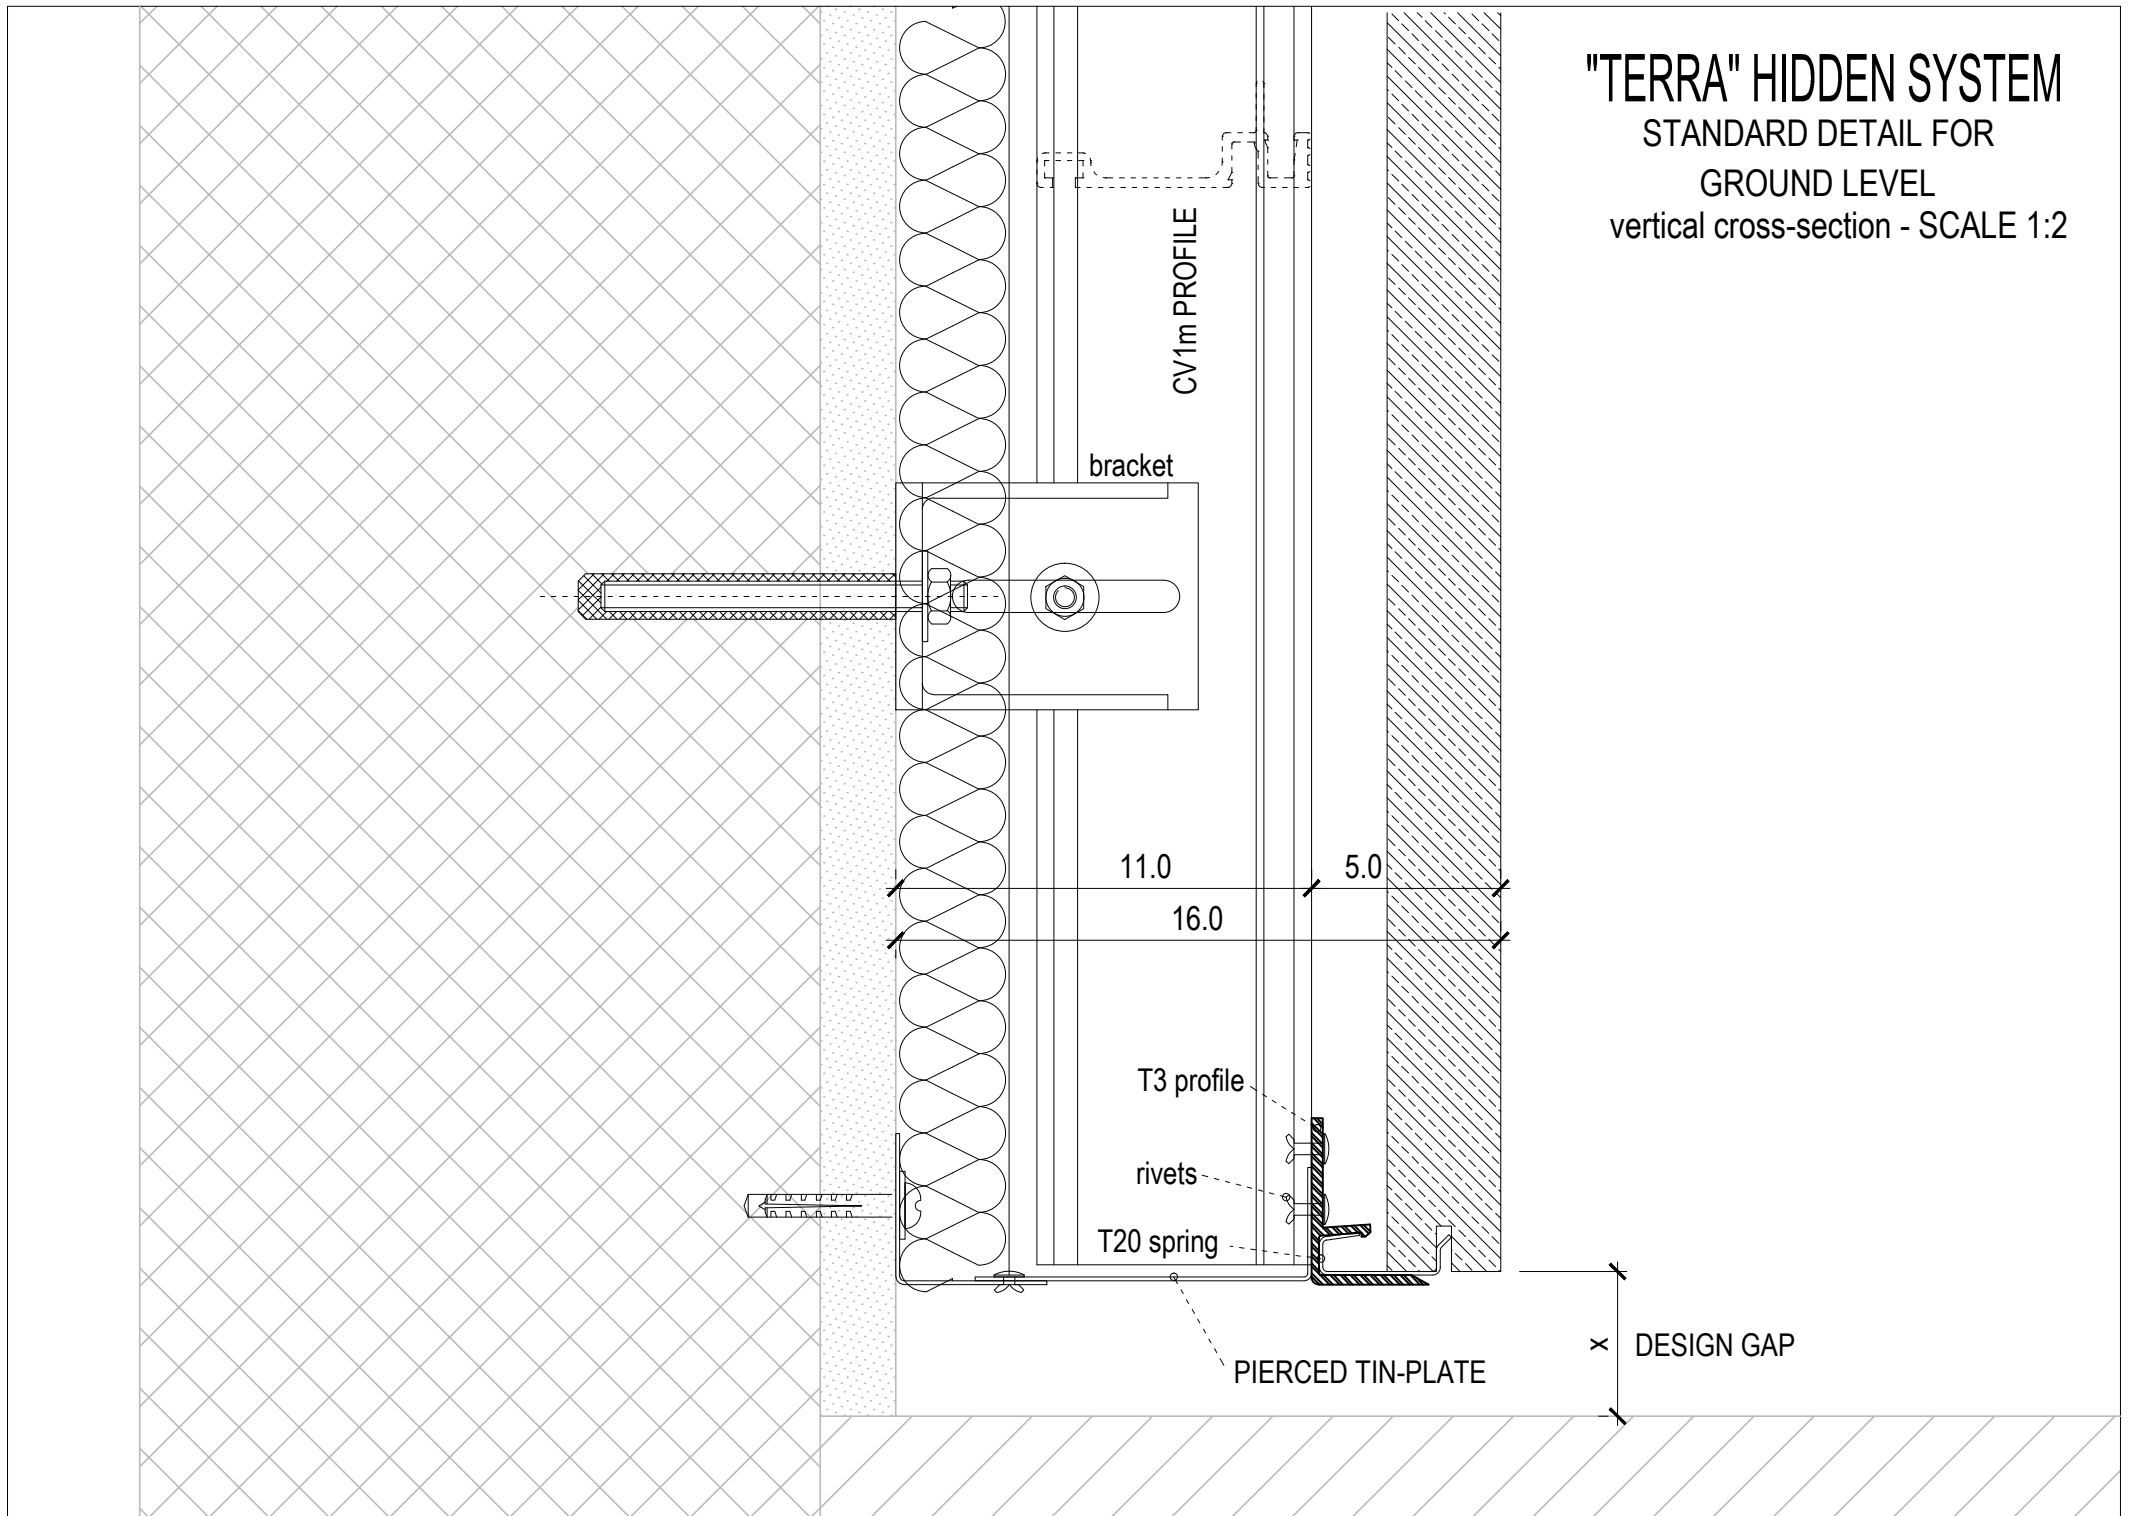 "TERRA" HIDDEN SYSTEM
STANDARD DETAIL FOR
GROUND LEVEL
vertical cross-section - SCALE 1:2
CV1m PROFILE
bracket
11.0
5.0
16.0
T3 profile
rivets
T20 spring
x
DESIGN GAP
PIERCED TIN-PLATE